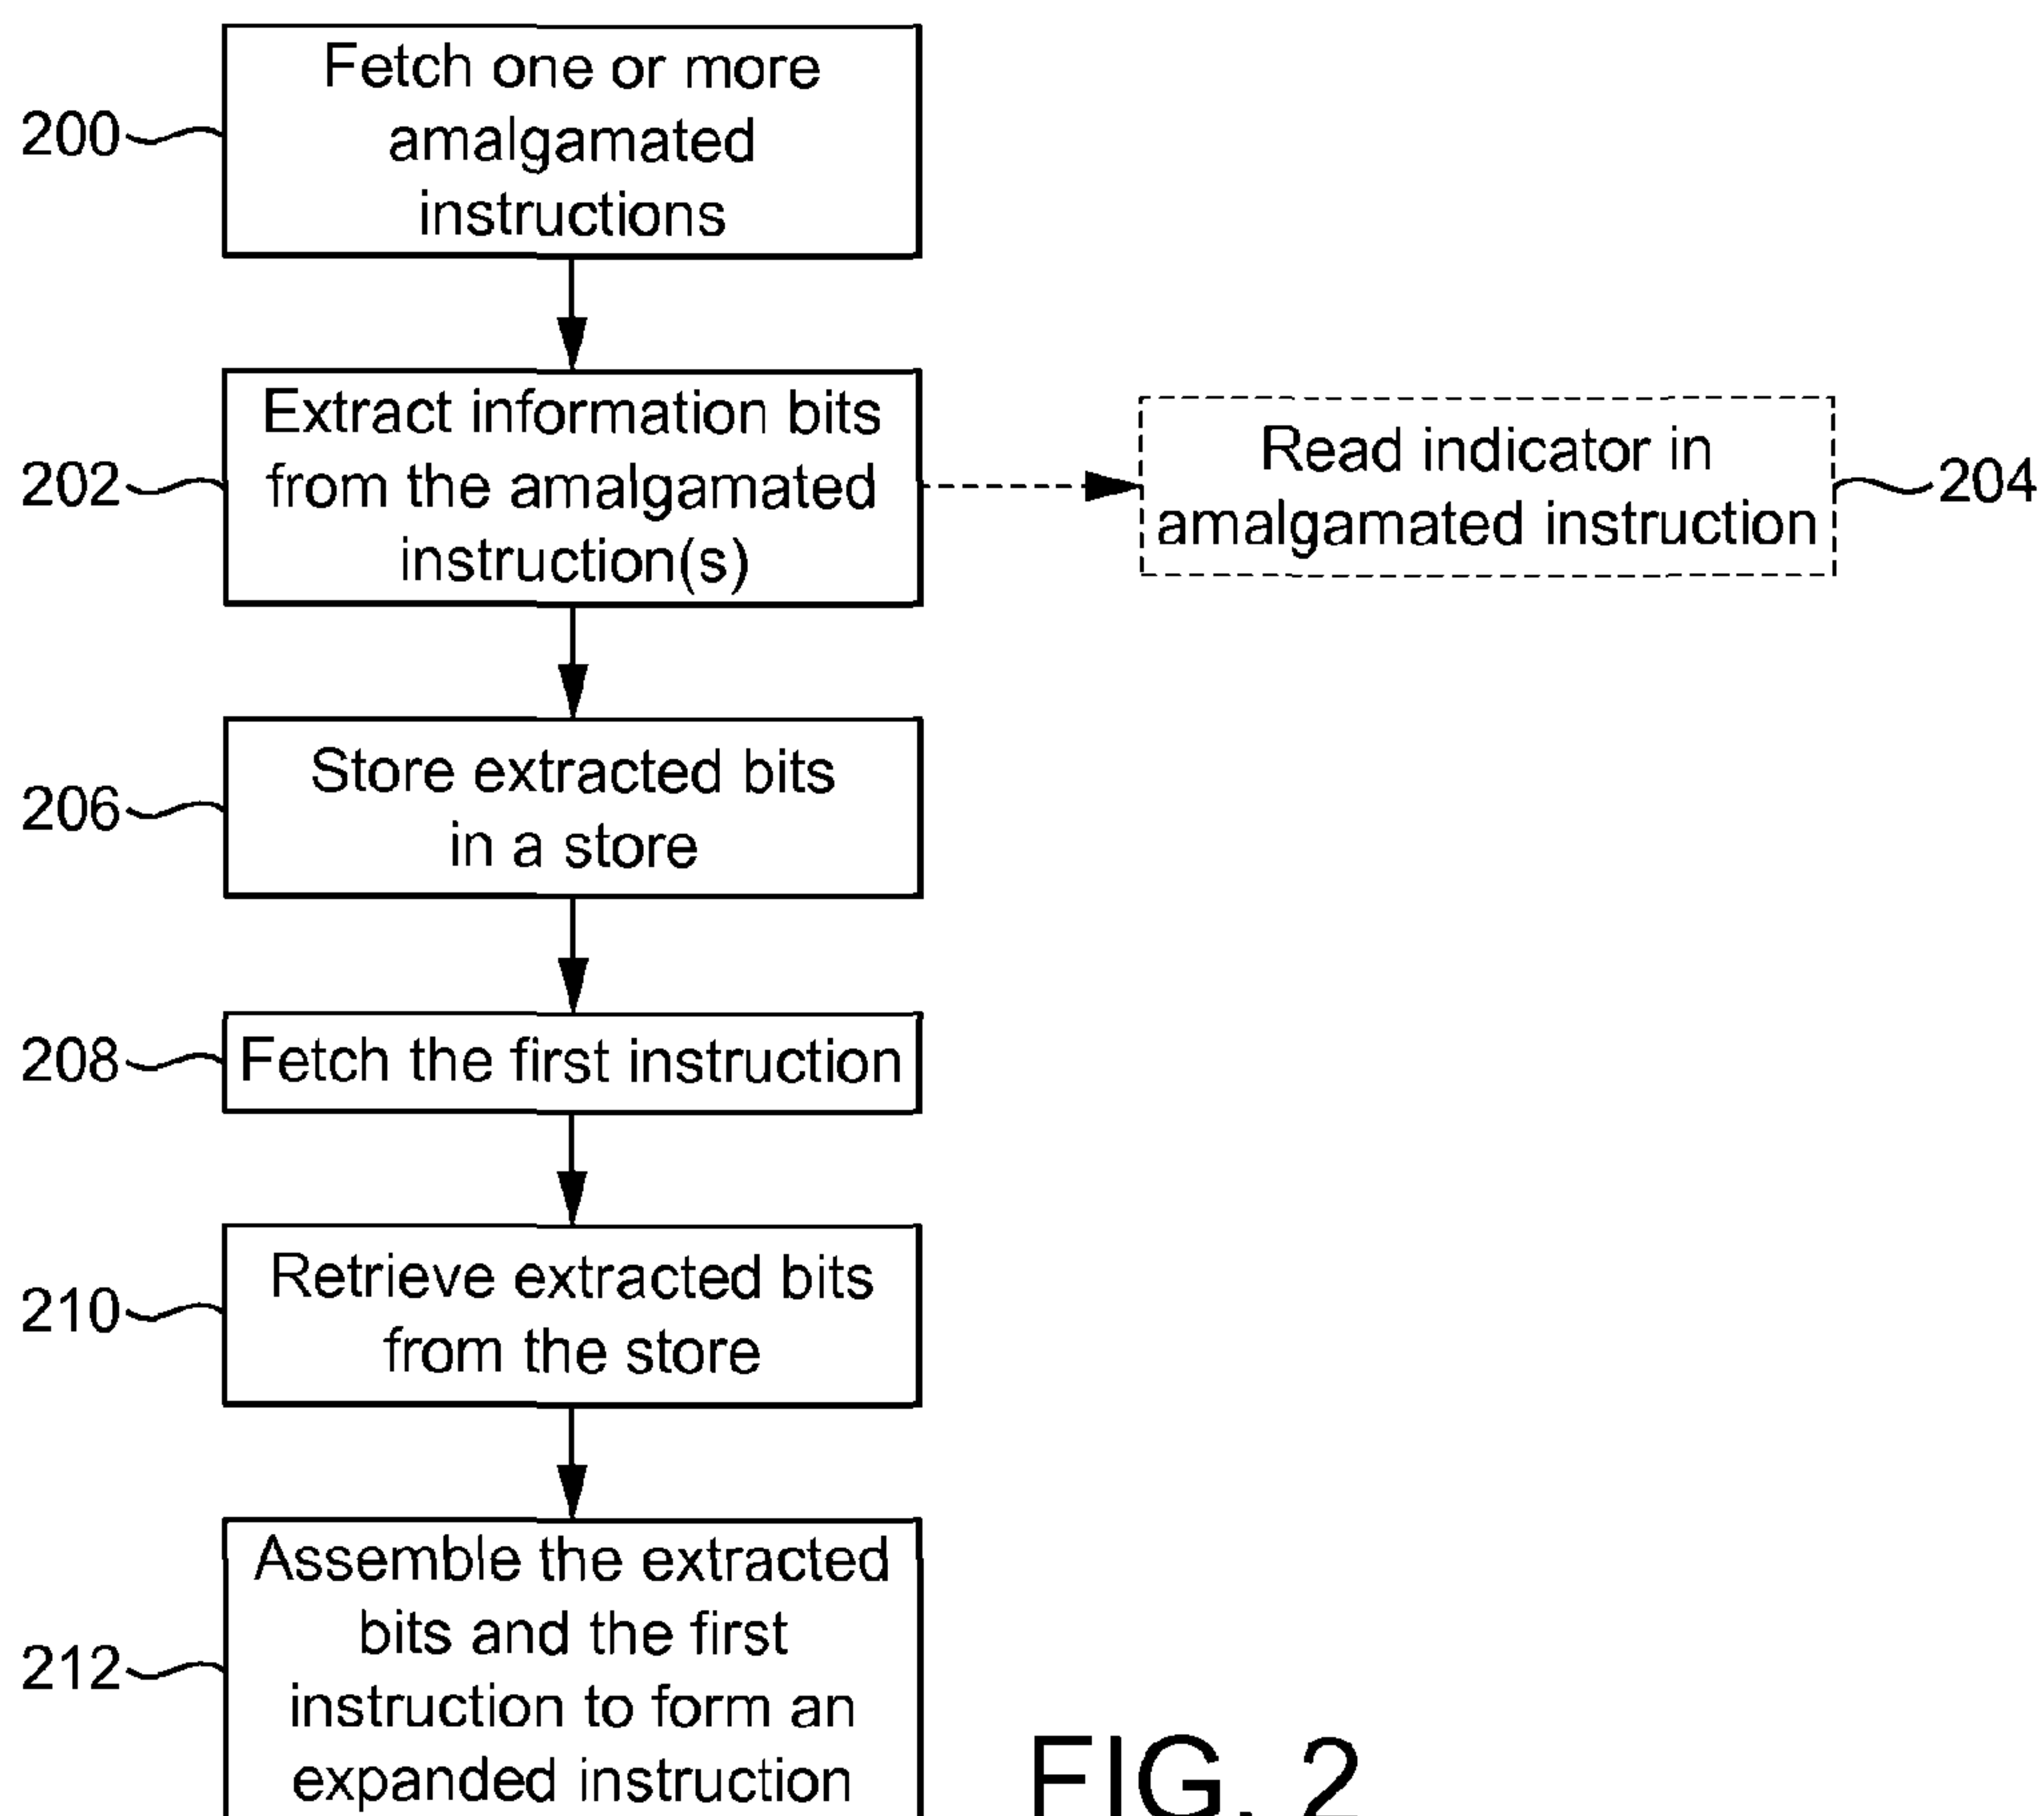 Fetch one or more
amalgamated
instructions
200
Extract information bits
from the amalgamated
instruction(s)
202
Read indicator in
amalgamated instruction
204
Store extracted bits
in a store
206
Fetch the first instruction
208
Retrieve extracted bits
from the store
210
Assemble the extracted
bits and the first
instruction to form an
expanded instruction
212
FIG. 2